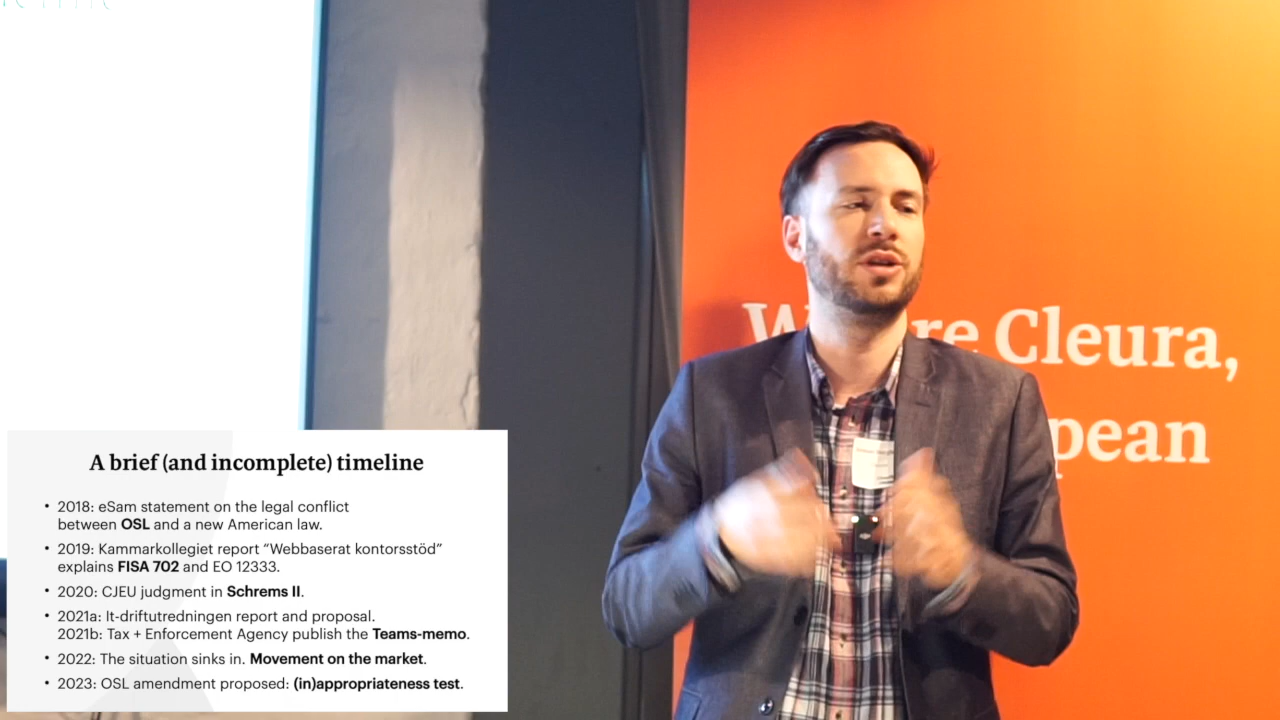 We are Cleura,
pean
A brief (and incomplete) timeline
• 2018: eSam statement on the legal conflict
between OSL and a new American law.
• 2019: Kammarkollegiet report “Webbaserat kontorsstöd”
explains FISA 702 and EO 12333.
• 2020: CJEU judgment in Schrems II.
• 2021a: It-driftutredningen report and proposal.
2021b: Tax + Enforcement Agency publish the Teams-memo.
• 2022: The situation sinks in. Movement on the market.
• 2023: OSL amendment proposed: (in)appropriateness test.